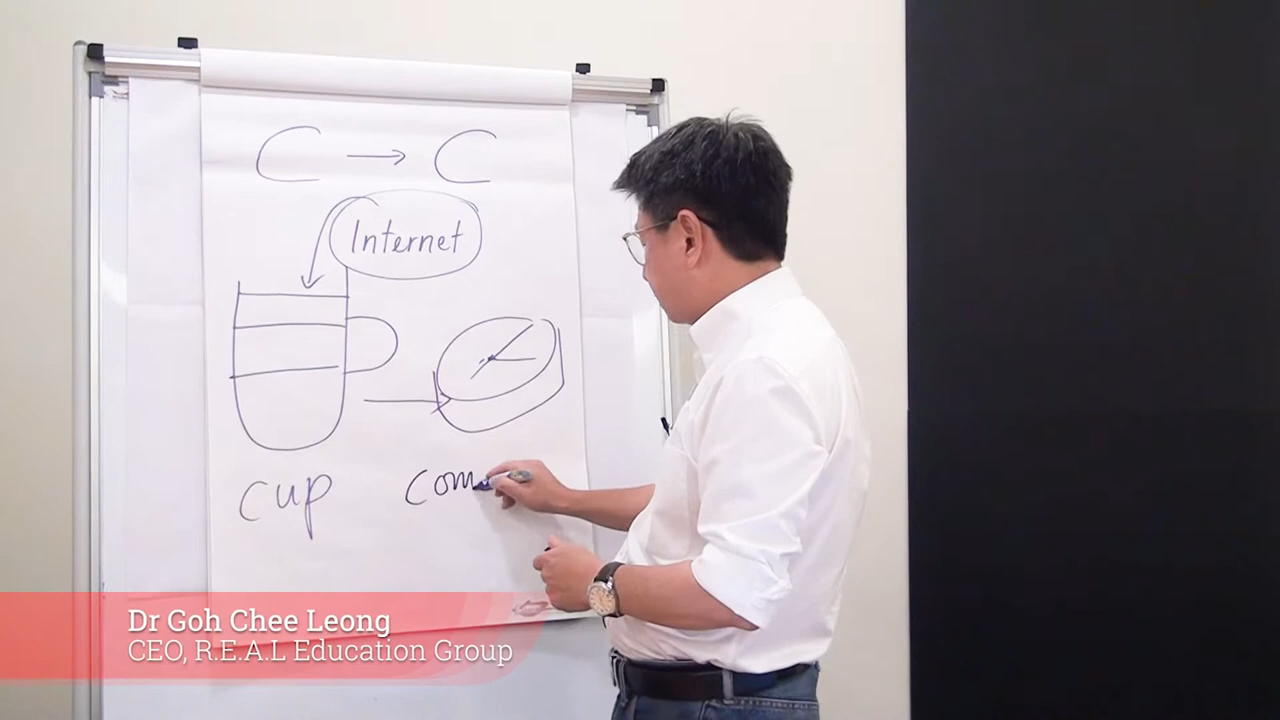 C → C
Internet
cup com
Dr Goh Chee Leong
CEO, R.E.A.L Education Group